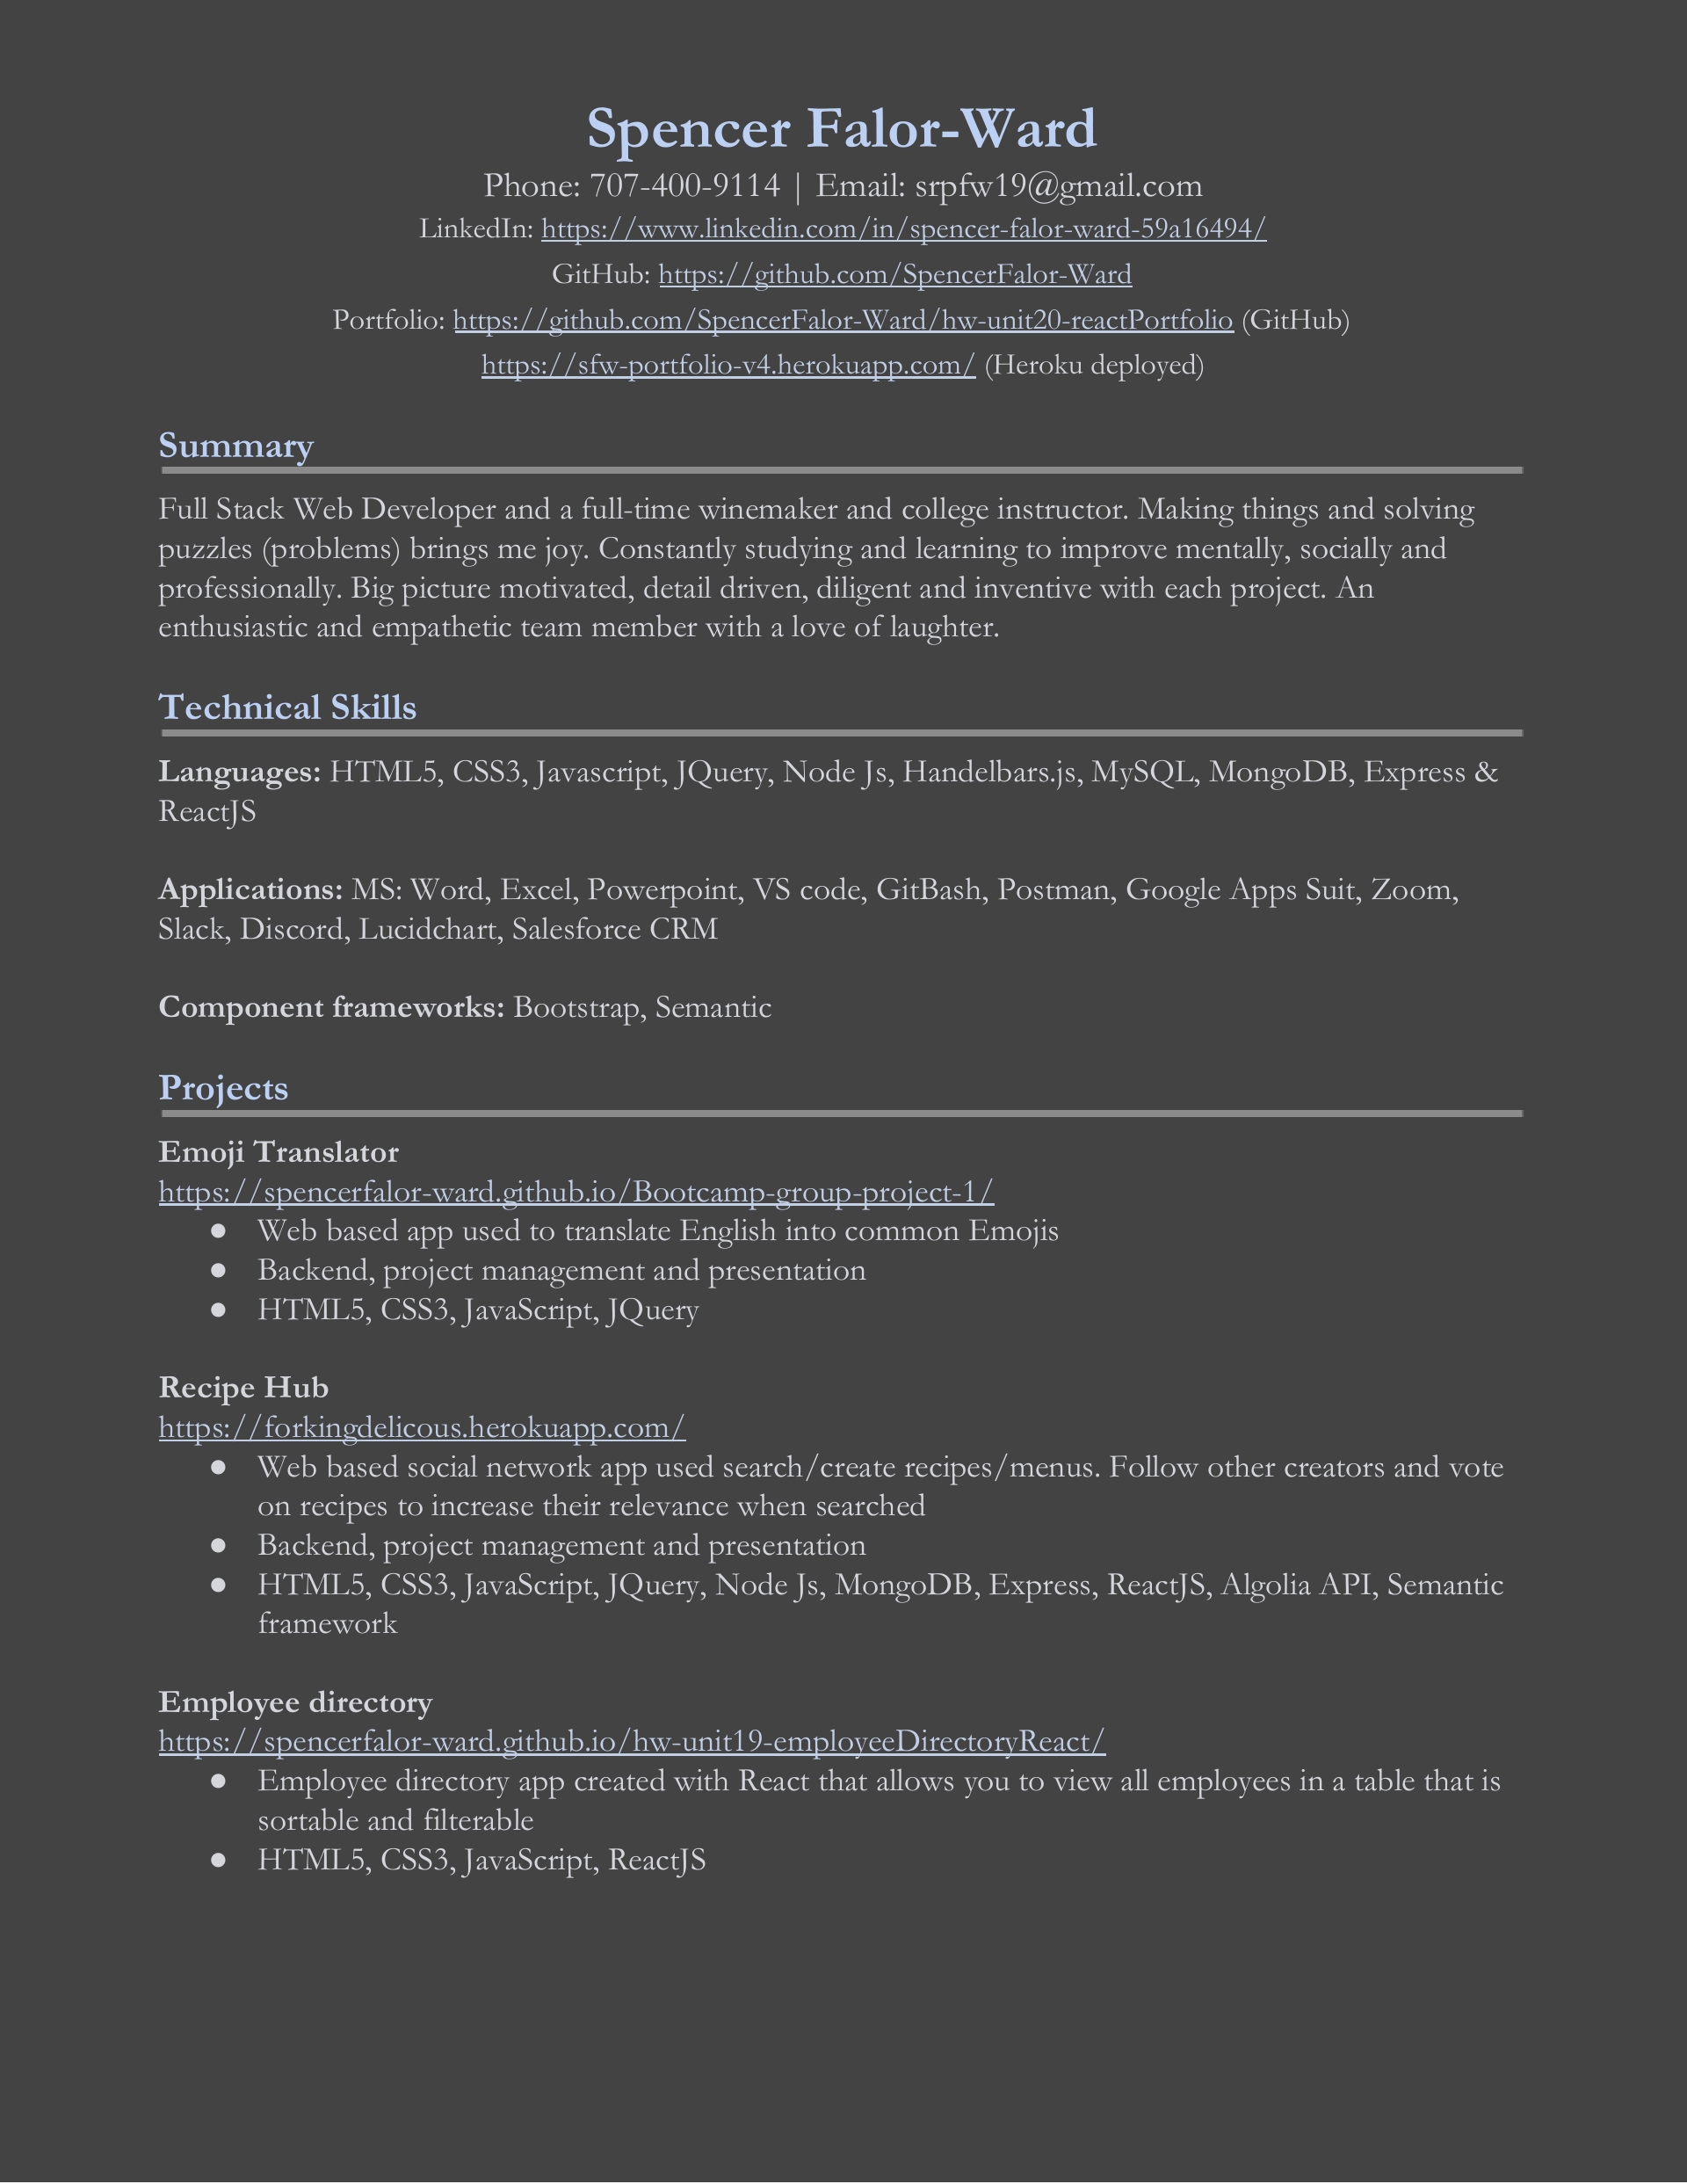 Spencer Falor-Ward
Phone: 707-400-9114 | Email: srpfw19@gmail.com
LinkedIn: https://www.linkedin.com/in/spencer-falor-ward-59a16494/
GitHub: https://github.com/SpencerFalor-Ward
Portfolio: https://github.com/SpencerFalor-Ward/hw-unit20-reactPortfolio (GitHub)
https://sfw-portfolio-v4.herokuapp.com/ (Heroku deployed)
Summary
Full Stack Web Developer and a full-time winemaker and college instructor. Making things and solving
puzzles (problems) brings me joy. Constantly studying and learning to improve mentally, socially and
professionally. Big picture motivated, detail driven, diligent and inventive with each project. An
enthusiastic and empathetic team member with a love of laughter.
Technical Skills
Languages: HTML5, CSS3, Javascript, JQuery, Node Js, Handelbars.js, MySQL, MongoDB, Express &
ReactJS
Applications: MS: Word, Excel, Powerpoint, VS code, GitBash, Postman, Google Apps Suit, Zoom,
Slack, Discord, Lucidchart, Salesforce CRM
Component frameworks: Bootstrap, Semantic
Projects
Emoji Translator
https://spencerfalor-ward.github.io/Bootcamp-group-project-1/
● Web based app used to translate English into common Emojis
● Backend, project management and presentation
● HTML5, CSS3, JavaScript, JQuery
Recipe Hub
https://forkingdelicous.herokuapp.com/
● Web based social network app used search/create recipes/menus. Follow other creators and vote
on recipes to increase their relevance when searched
● Backend, project management and presentation
● HTML5, CSS3, JavaScript, JQuery, Node Js, MongoDB, Express, ReactJS, Algolia API, Semantic
framework
Employee directory
https://spencerfalor-ward.github.io/hw-unit19-employeeDirectoryReact/
● Employee directory app created with React that allows you to view all employees in a table that is
sortable and filterable
● HTML5, CSS3, JavaScript, ReactJS